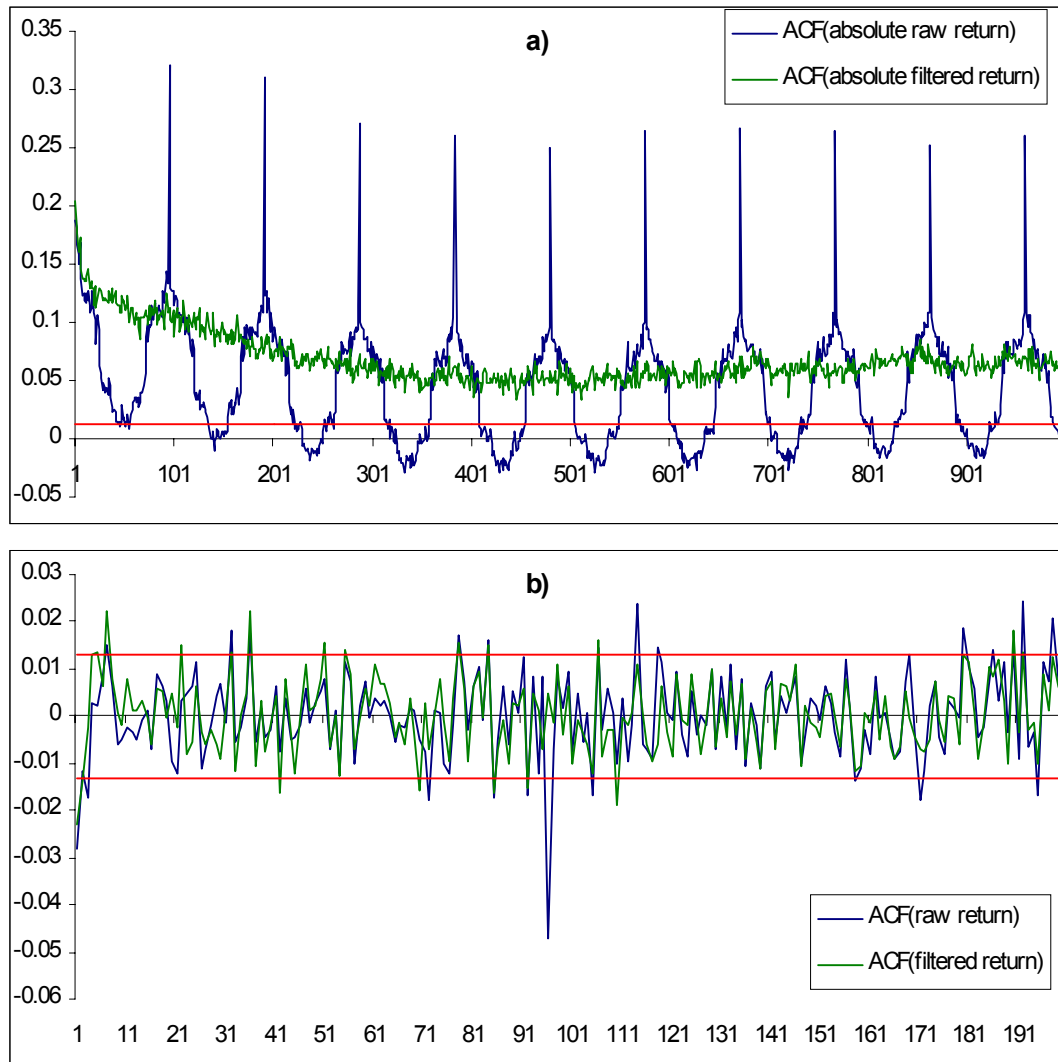 a)
ACF(absolute raw return)
ACF(absolute filtered return)
0.35
0.3
0.25
0.2
0.15
0.1
0.05
0
-0.05
1 101 201 301 401 501 601 701 801 901
b)
0.03
0.02
0.01
0
-0.01
-0.02
-0.03
-0.04
-0.05
-0.06
ACF(raw return)
ACF(filtered return)
1 11 21 31 41 51 61 71 81 91 101 111 121 131 141 151 161 171 181 191